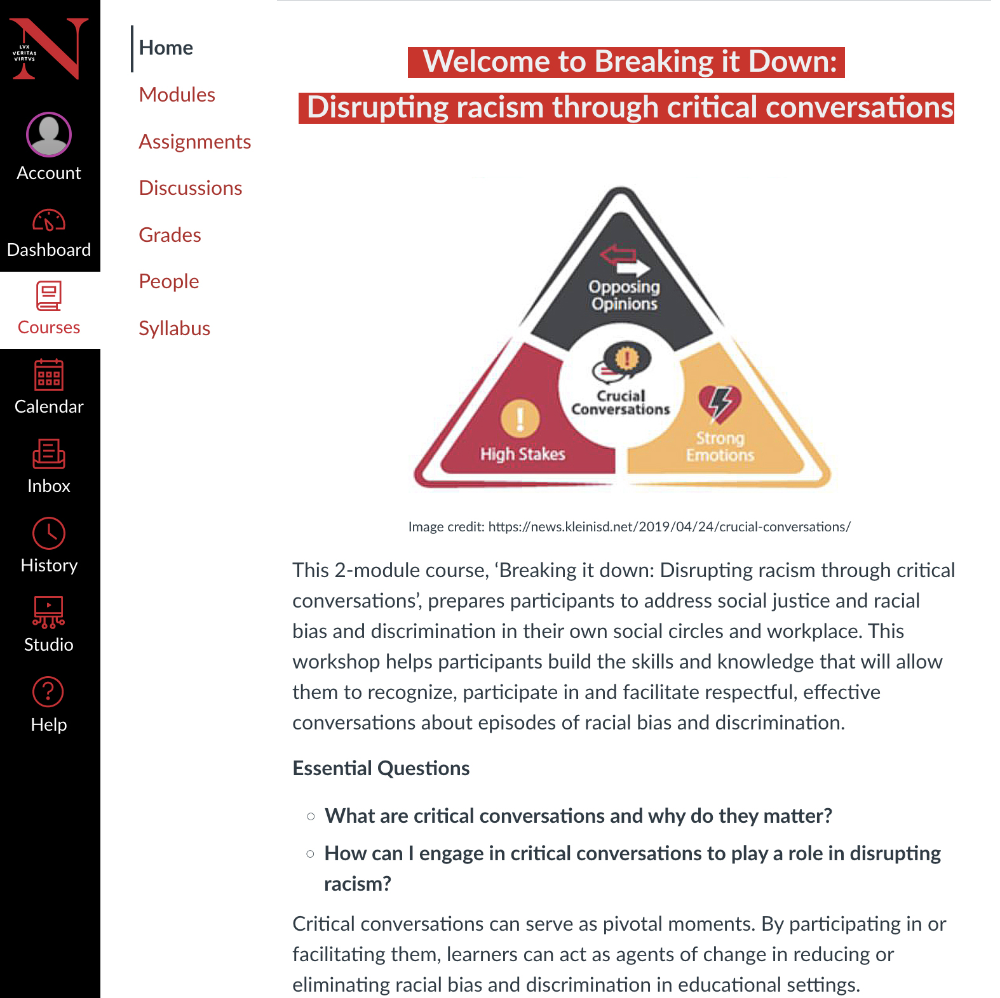 LVX
VERITAS
VIRTVS
Account
Dashboard
Courses
Calendar
Inbox
History
Studio
Help
Home
Modules
Assignments
Discussions
Grades
People
Syllabus
Welcome to Breaking it Down:
Disrupting racism through critical conversations
Opposing
Opinions
Crucial
Conversations
High Stakes
Strong
Emotions
Image credit: https://news.kleinisd.net/2019/04/24/crucial-conversations/
This 2-module course, ‘Breaking it down: Disrupting racism through critical
conversations’, prepares participants to address social justice and racial
bias and discrimination in their own social circles and workplace. This
workshop helps participants build the skills and knowledge that will allow
them to recognize, participate in and facilitate respectful, effective
conversations about episodes of racial bias and discrimination.
Essential Questions
What are critical conversations and why do they matter?
How can I engage in critical conversations to play a role in disrupting
racism?
Critical conversations can serve as pivotal moments. By participating in or
facilitating them, learners can act as agents of change in reducing or
eliminating racial bias and discrimination in educational settings.